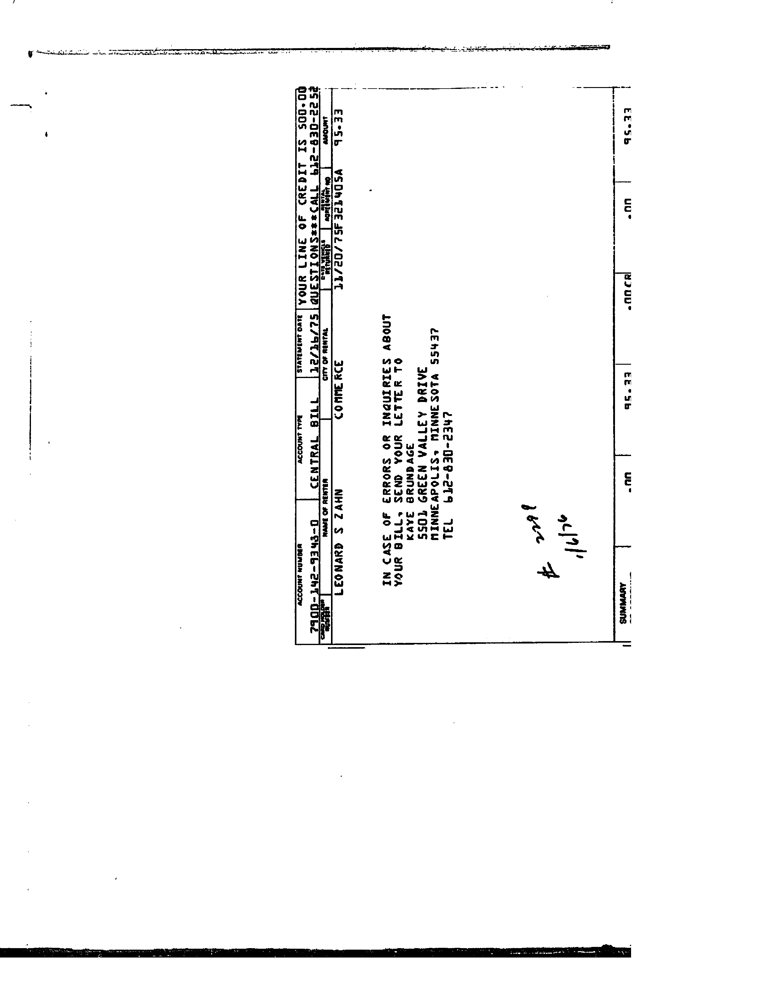 ACCOUNT NUMBER ACCOUNT TYPE STATEMENT DATE YOUR LINE OF CREDIT IS 500.00
7900-142-9343-0 CENTRAL BILL 12/16/75 QUESTIONS***CALL 612-830-2252
CARD HOLDER NUMBER NAME OF RENTER CITY OF RENTAL DATE VEHICLE RETURNED RENTAL AGREEMENT NO AMOUNT
LEONARD S ZAHN COMMERCE 11/20/75F321405A 95.33
IN CASE OF ERRORS OR INQUIRIES ABOUT
YOUR BILL, SEND YOUR LETTER TO
KAYE BRUNDAGE
5501 GREEN VALLEY DRIVE
MINNEAPOLIS, MINNESOTA 55437
TEL 612-830-2347
# 2299
1/6/76
SUMMARY .00 95.33 .00CR .00 95.33